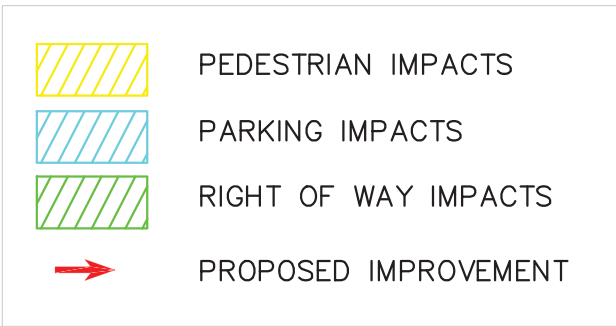 PEDESTRIAN IMPACTS
PARKING IMPACTS
RIGHT OF WAY IMPACTS
PROPOSED IMPROVEMENT